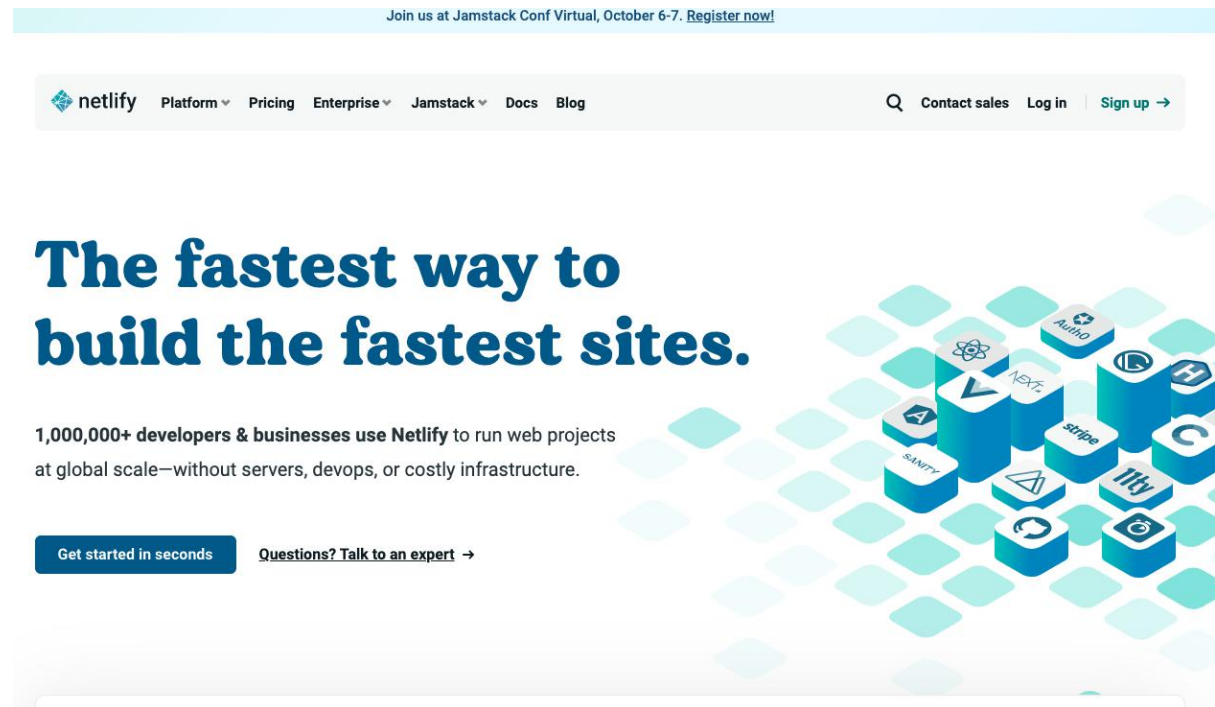 Join us at Jamstack Conf Virtual, October 6-7. Register now!
netlify Platform Pricing Enterprise Jamstack Docs Blog Contact sales Log in Sign up →
The fastest way to
build the fastest sites.
1,000,000+ developers & businesses use Netlify to run web projects
at global scale—without servers, devops, or costly infrastructure.
Get started in seconds Questions? Talk to an expert →
Auth0
NEXT.JS
stripe
SANITY
11ty